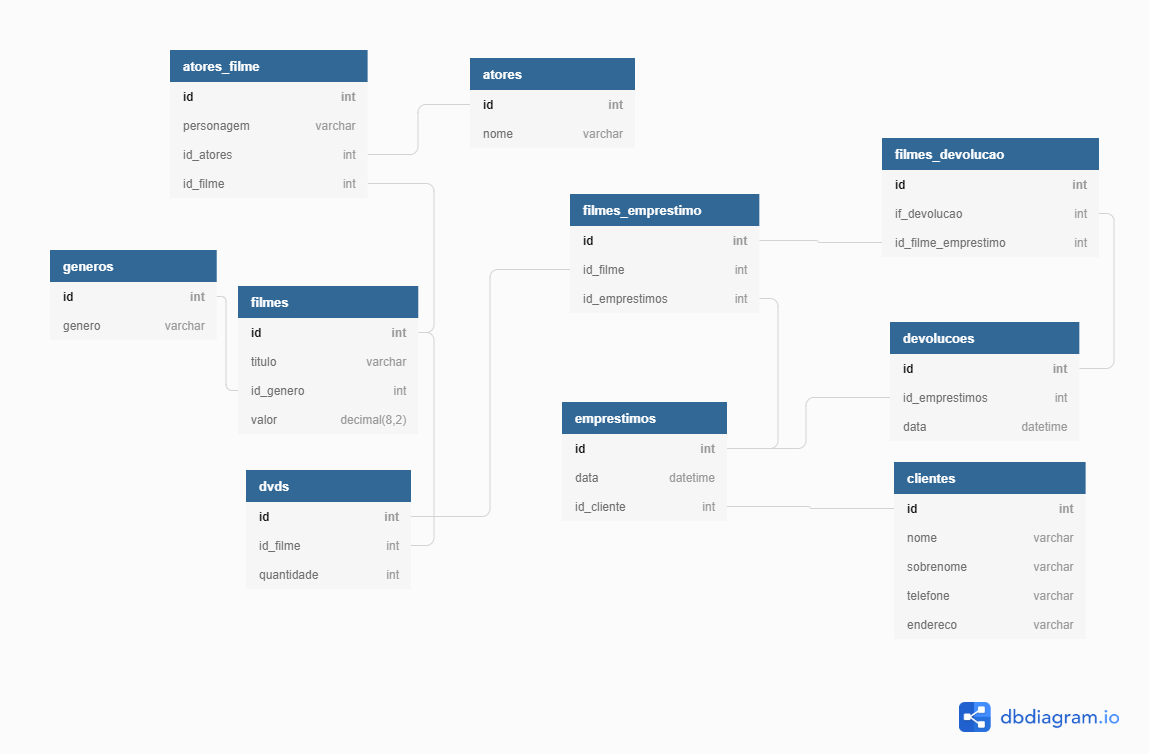 atores_filme
id int
personagem varchar
id_atores int
id_filme int
atores
id int
nome varchar
filmes_devolucao
id int
if_devolucao int
id_filme_emprestimo int
filmes_emprestimo
id int
id_filme int
id_emprestimos int
generos
id int
genero varchar
filmes
id int
titulo varchar
id_genero int
valor decimal(8,2)
devolucoes
id int
id_emprestimos int
data datetime
emprestimos
id int
data datetime
id_cliente int
dvds
id int
id_filme int
quantidade int
clientes
id int
nome varchar
sobrenome varchar
telefone varchar
endereco varchar
dbdiagram.io